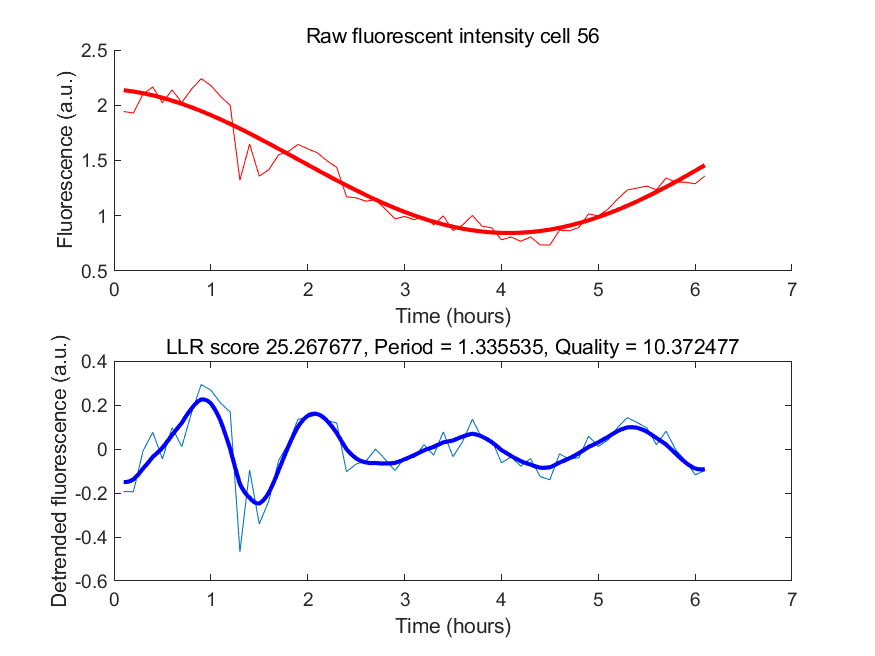 Raw fluorescent intensity cell 56
2.5
2
1.5
1
0.5
Fluorescence (a.u.)
0 1 2 3 4 5 6 7
Time (hours)
LLR score 25.267677, Period = 1.335535, Quality = 10.372477
0.4
0.2
0
-0.2
-0.4
-0.6
Detrended fluorescence (a.u.)
0 1 2 3 4 5 6 7
Time (hours)